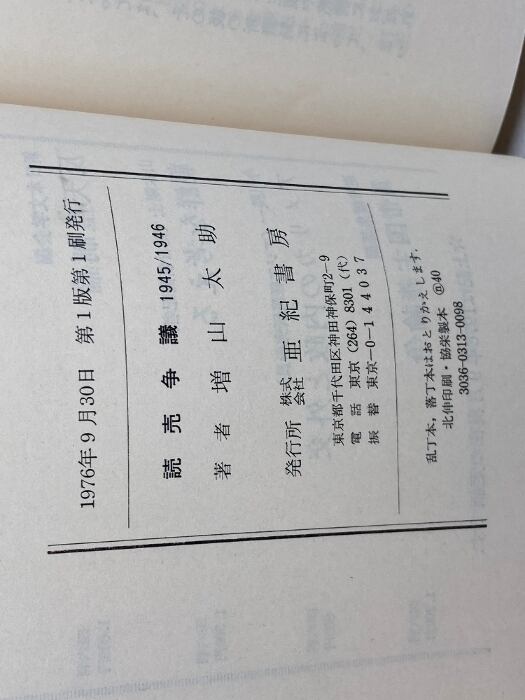 1976年9月30日 第1版第1刷発行
読売争議 1945/1946
著者 増山太助
発行所 株式会社 亜紀書房
東京都千代田区神田神保町2-9
電話 東京(264)8301(代)
振替 東京-0-144037
乱丁本,落丁本はおとりかえします.
北伸印刷・協栄製本 @40
3036-0313-0098